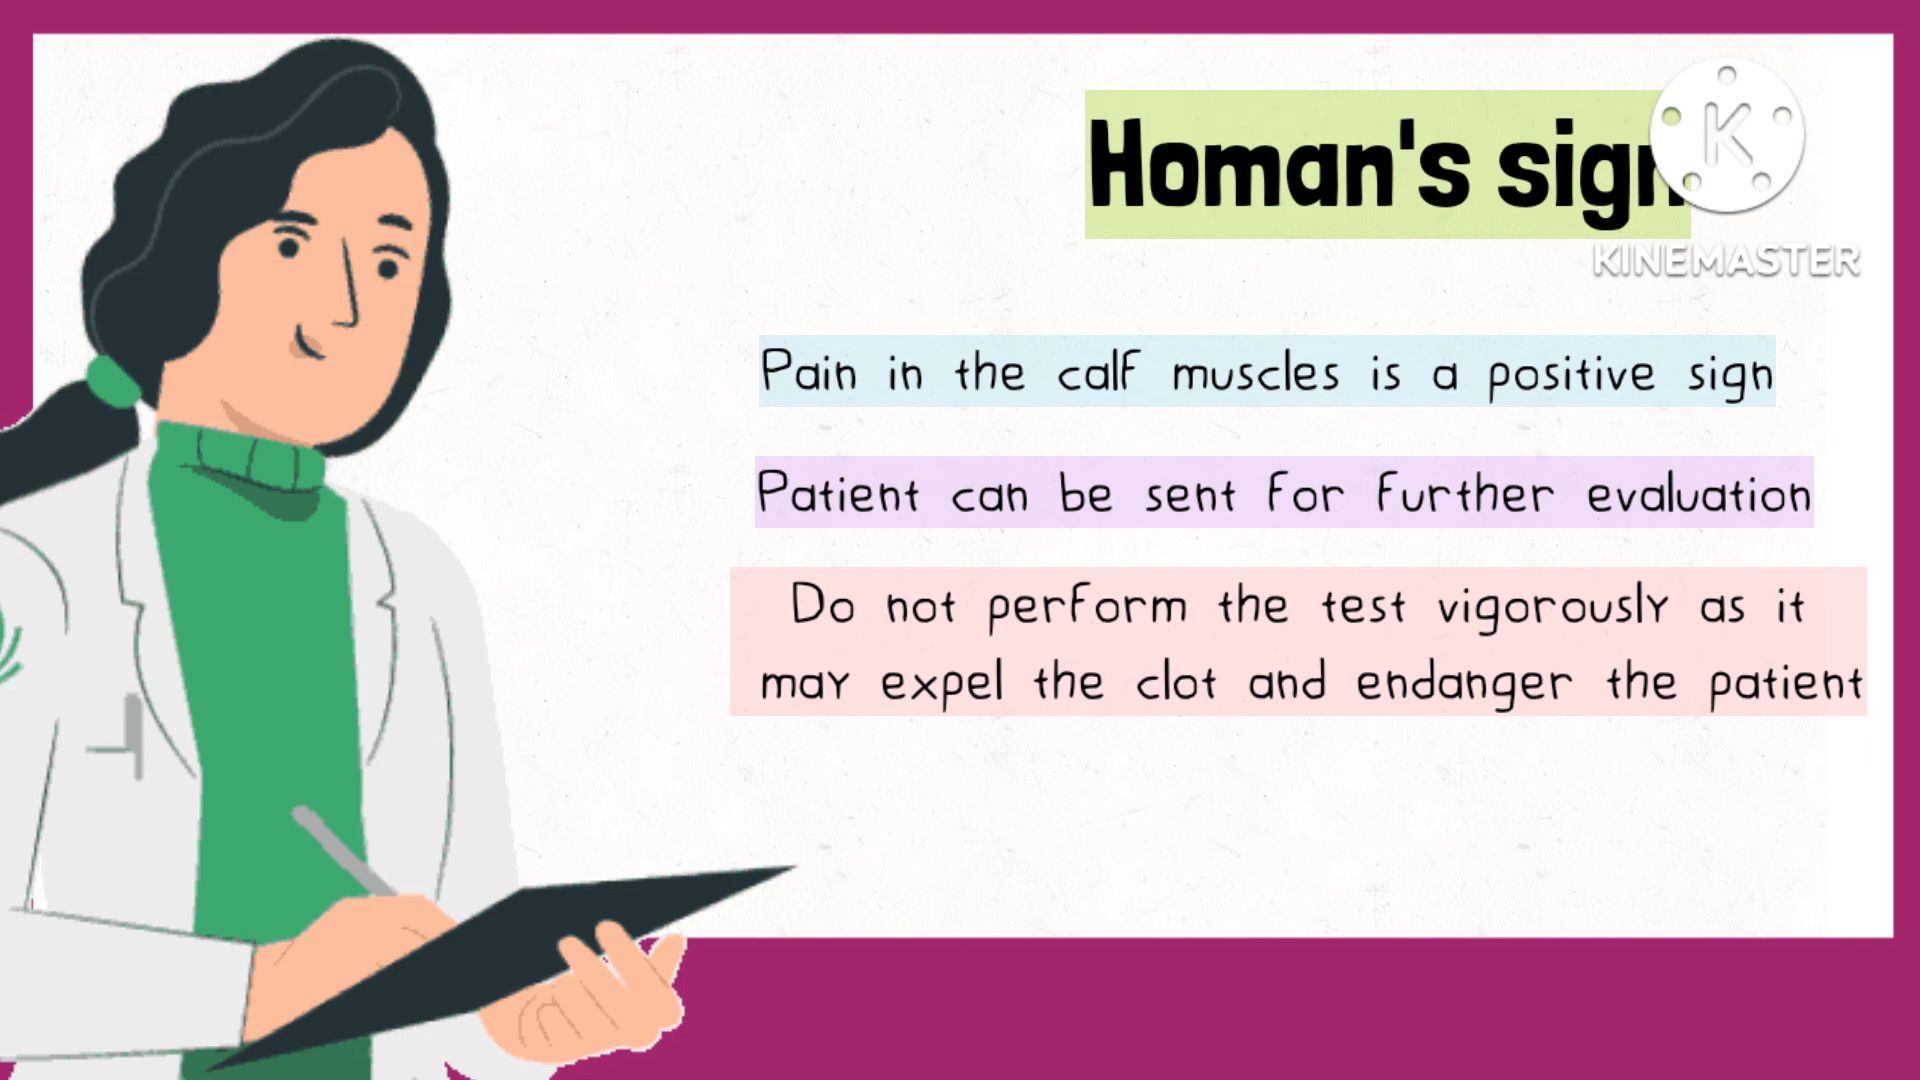 Homan's sign
K
KINEMASTER
Pain in the calf muscles is a positive sign
Patient can be sent for further evaluation
Do not perform the test vigorously as it
may expel the clot and endanger the patient